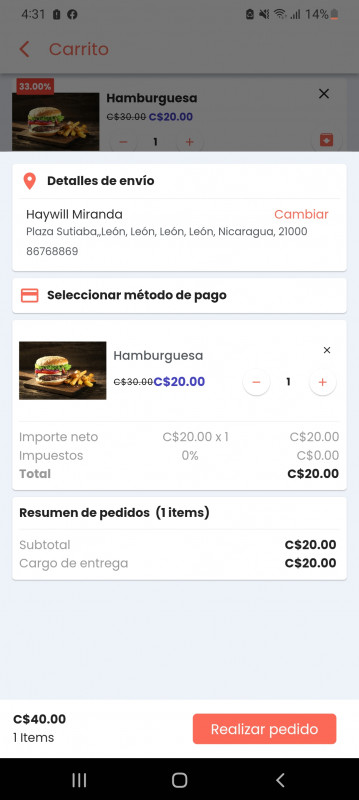 4:31
14%
Carrito
33.00%
Hamburguesa
C$30.00 C$20.00
1
Detalles de envío
Haywill Miranda
Cambiar
Plaza Sutiaba,,León, León, León, León, Nicaragua, 21000
86768869
Seleccionar método de pago
Hamburguesa
C$30.00C$20.00
1
Importe neto C$20.00 x 1 C$20.00
Impuestos 0% C$0.00
Total C$20.00
Resumen de pedidos (1 items)
Subtotal C$20.00
Cargo de entrega C$20.00
C$40.00
1 Items
Realizar pedido